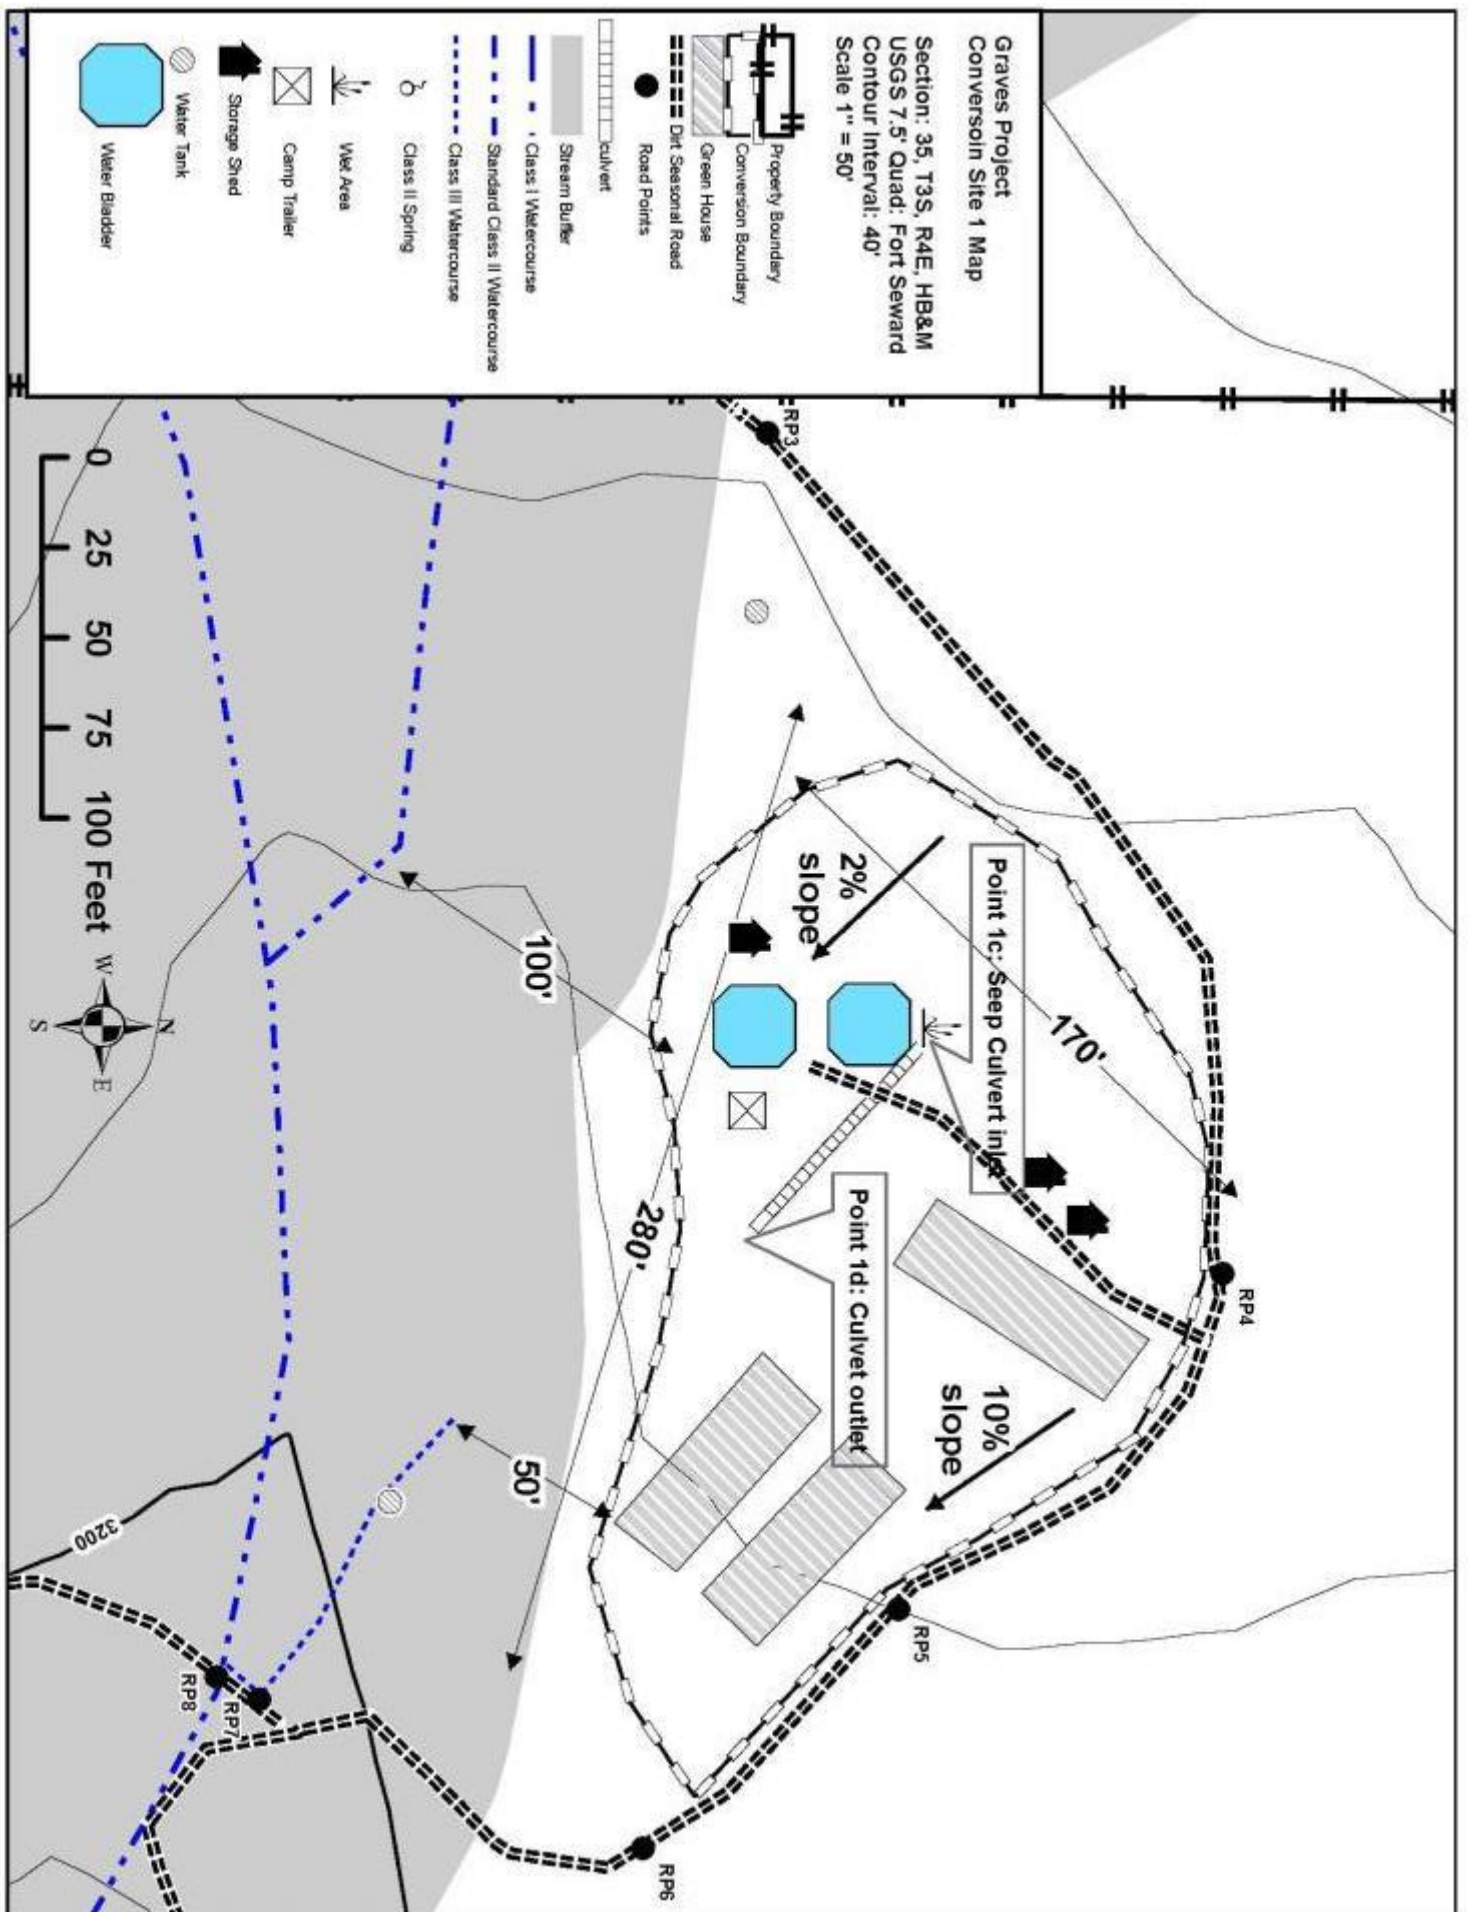 Graves Project
Conversoin Site 1 Map
Section: 35, T3S, R4E, HB&M
USGS 7.5' Quad: Fort Seward
Contour Interval: 40'
Scale 1" = 50'
Property Boundary
Conversion Boundary
Green House
Dirt Seasonal Road
Road Points
culvert
Stream Buffer
Class I Watercourse
Standard Class II Watercourse
Class III Watercourse
Class II Spring
Wet Area
Camp Trailer
Storage Shed
Water Tank
Water Bladder
RP3
RP4
RP5
RP6
RP7
RP8
2%
slope
10%
slope
Point 1c: Seep Culvert inlet
Point 1d: Culvet outlet
170'
280'
100'
50'
3200
0 25 50 75 100 Feet
N
W
E
S